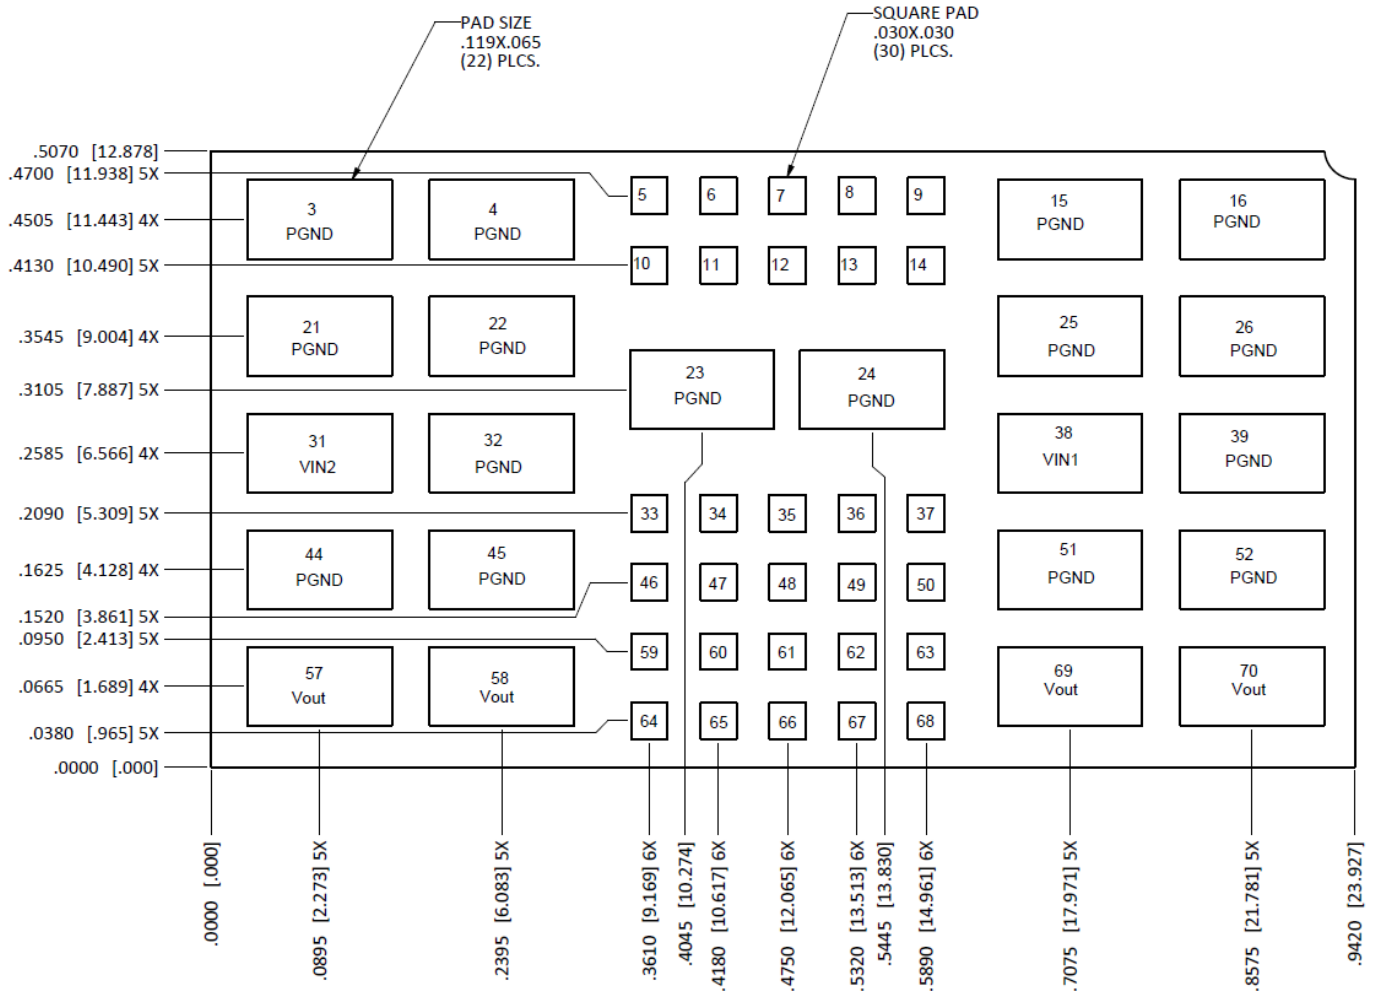 PAD SIZE
.119X.065
(22) PLCS.
SQUARE PAD
.030X.030
(30) PLCS.
.5070 [12.878]
.4700 [11.938] 5X
.4505 [11.443] 4X
.4130 [10.490] 5X
.3545 [9.004] 4X
.3105 [7.887] 5X
.2585 [6.566] 4X
.2090 [5.309] 5X
.1625 [4.128] 4X
.1520 [3.861] 5X
.0950 [2.413] 5X
.0665 [1.689] 4X
.0380 [.965] 5X
.0000 [.000]
3
PGND
4
PGND
5
6
7
8
9
15
PGND
16
PGND
10
11
12
13
14
21
PGND
22
PGND
25
PGND
26
PGND
23
PGND
24
PGND
31
VIN2
32
PGND
38
VIN1
39
PGND
33
34
35
36
37
44
PGND
45
PGND
46
47
48
49
50
51
PGND
52
PGND
57
Vout
58
Vout
59
60
61
62
63
69
Vout
70
Vout
64
65
66
67
68
.0000 [.000]
.0895 [2.273] 5X
.2395 [6.083] 5X
.3610 [9.169] 6X
.4045 [10.274]
.4180 [10.617] 6X
.4750 [12.065] 6X
.5320 [13.513] 6X
.5445 [13.830]
.5890 [14.961] 6X
.7075 [17.971] 5X
.8575 [21.781] 5X
.9420 [23.927]